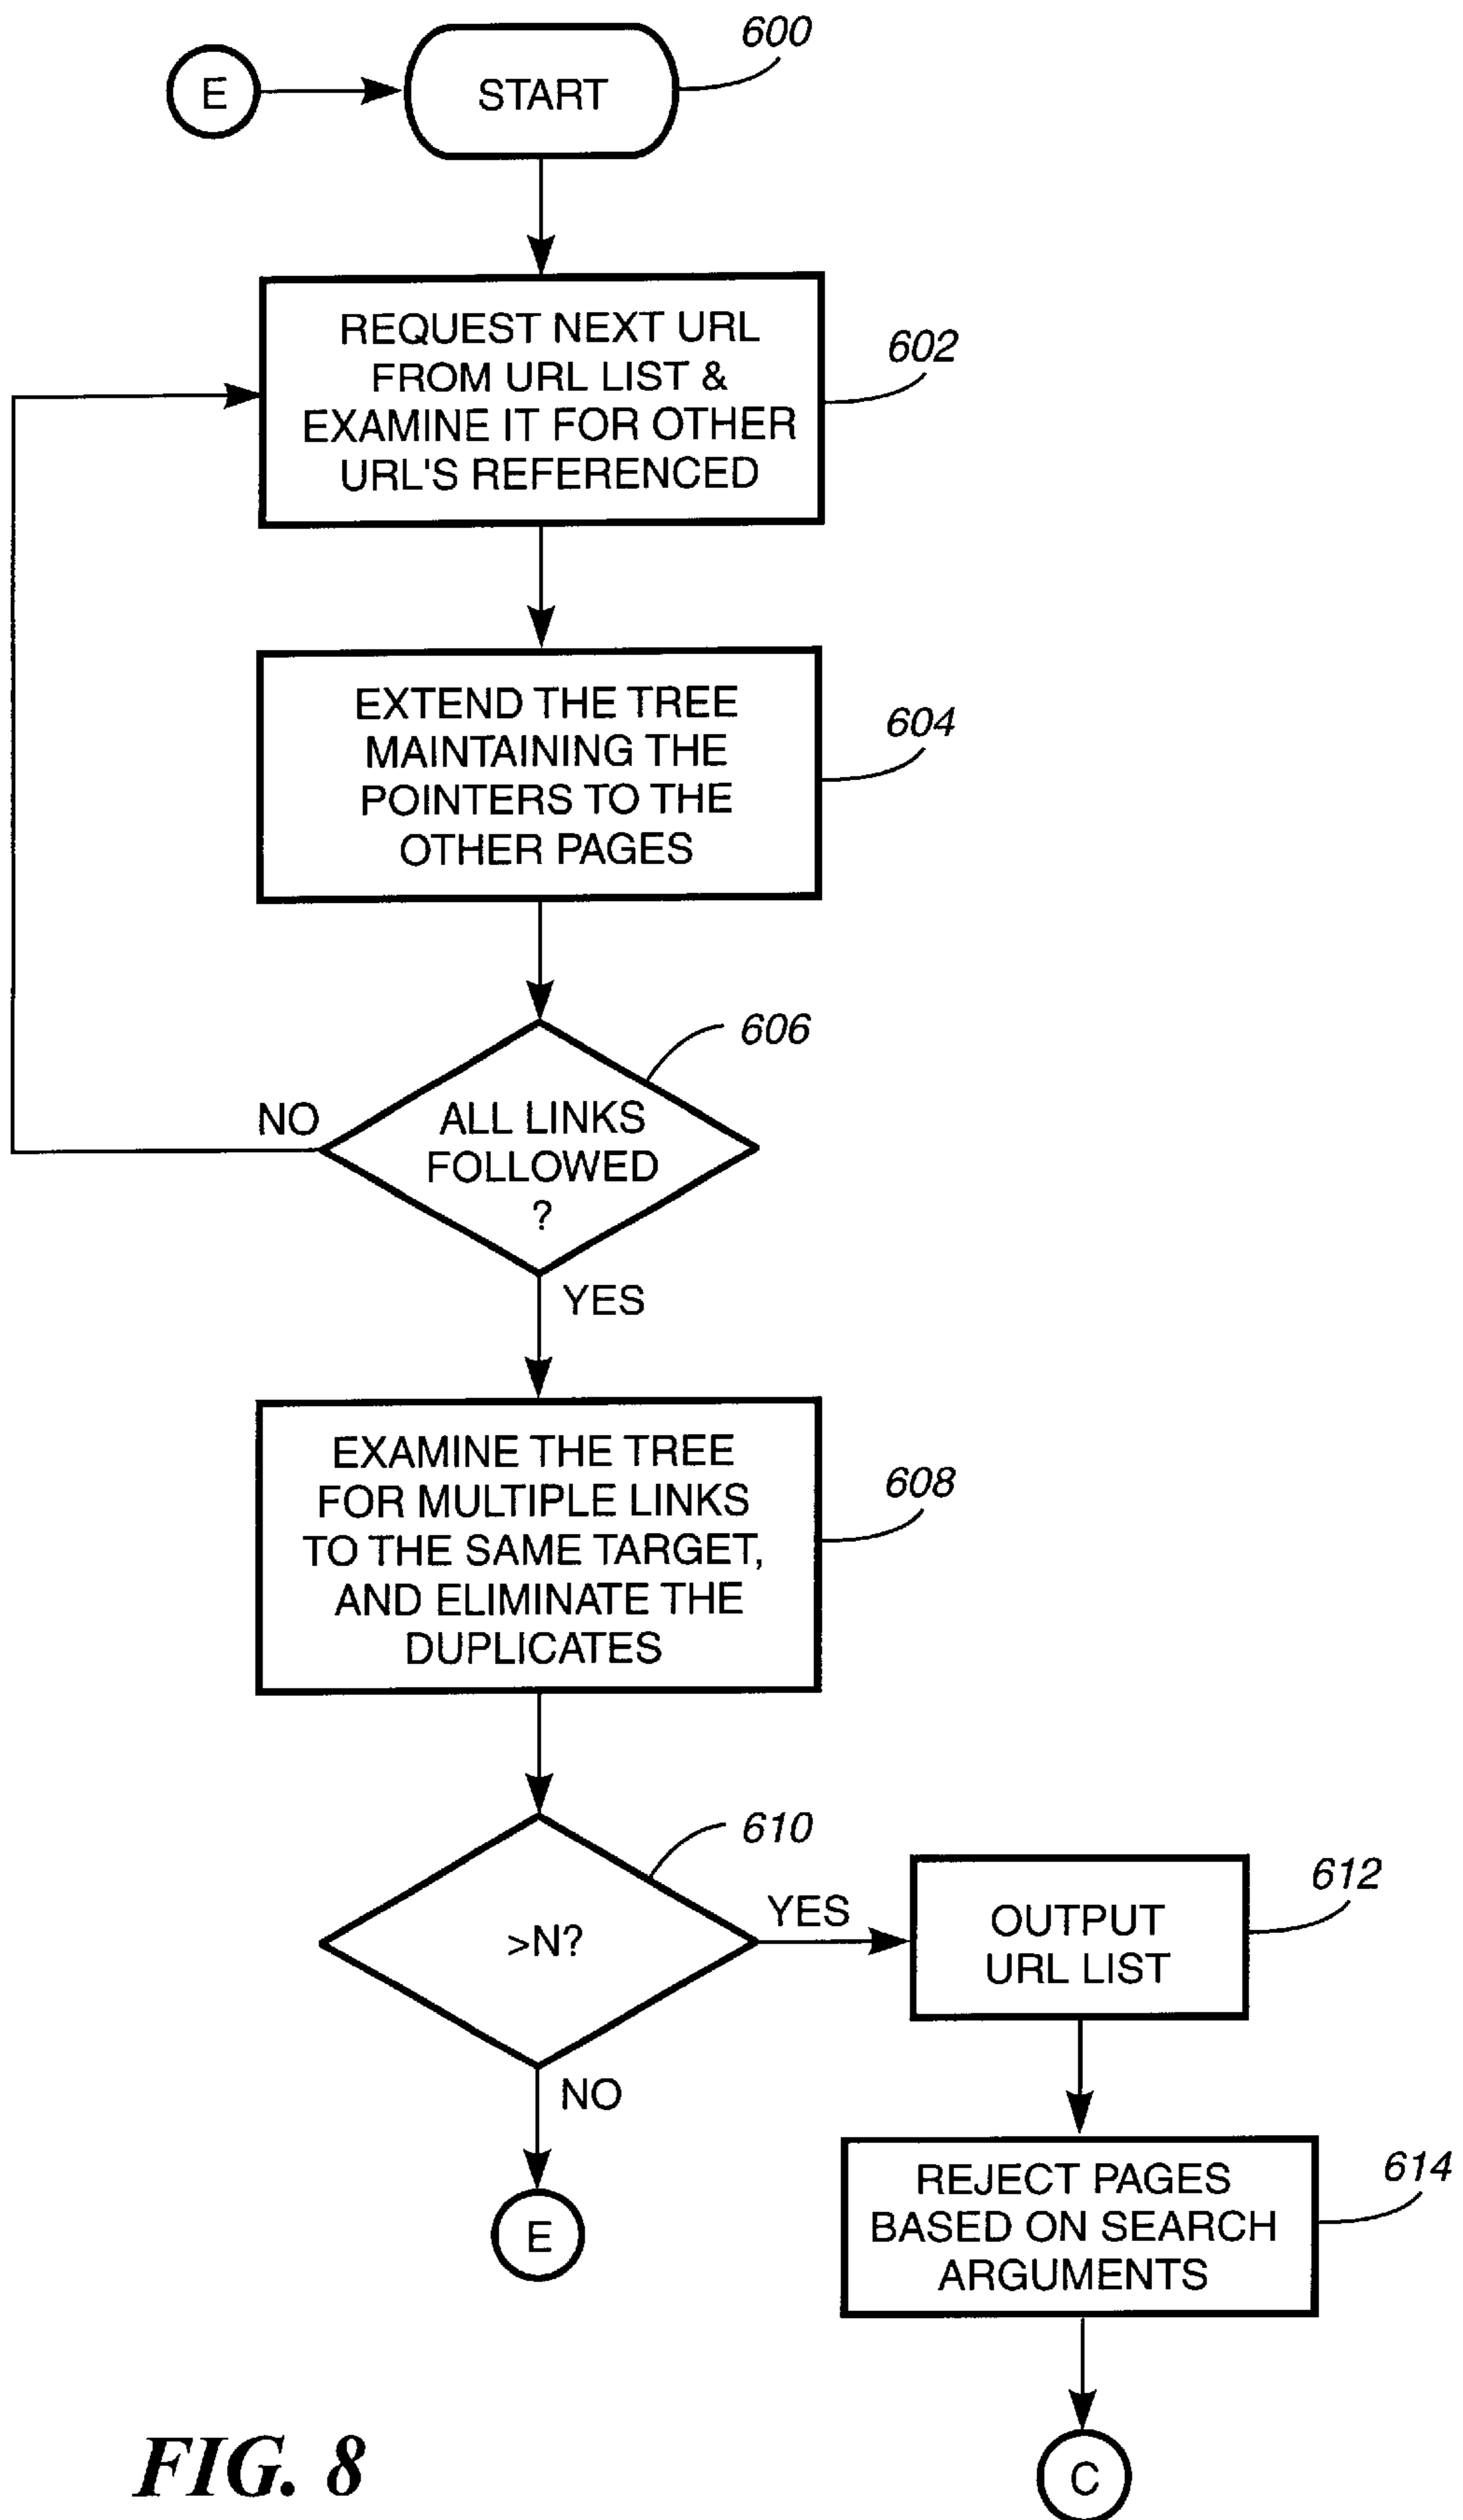 600
E
START
REQUEST NEXT URL
FROM URL LIST &
EXAMINE IT FOR OTHER
URL'S REFERENCED
602
EXTEND THE TREE
MAINTAINING THE
POINTERS TO THE
OTHER PAGES
604
606
NO
ALL LINKS
FOLLOWED
?
YES
EXAMINE THE TREE
FOR MULTIPLE LINKS
TO THE SAME TARGET,
AND ELIMINATE THE
DUPLICATES
608
610
>N?
YES
OUTPUT
URL LIST
612
NO
E
REJECT PAGES
BASED ON SEARCH
ARGUMENTS
614
C
FIG. 8